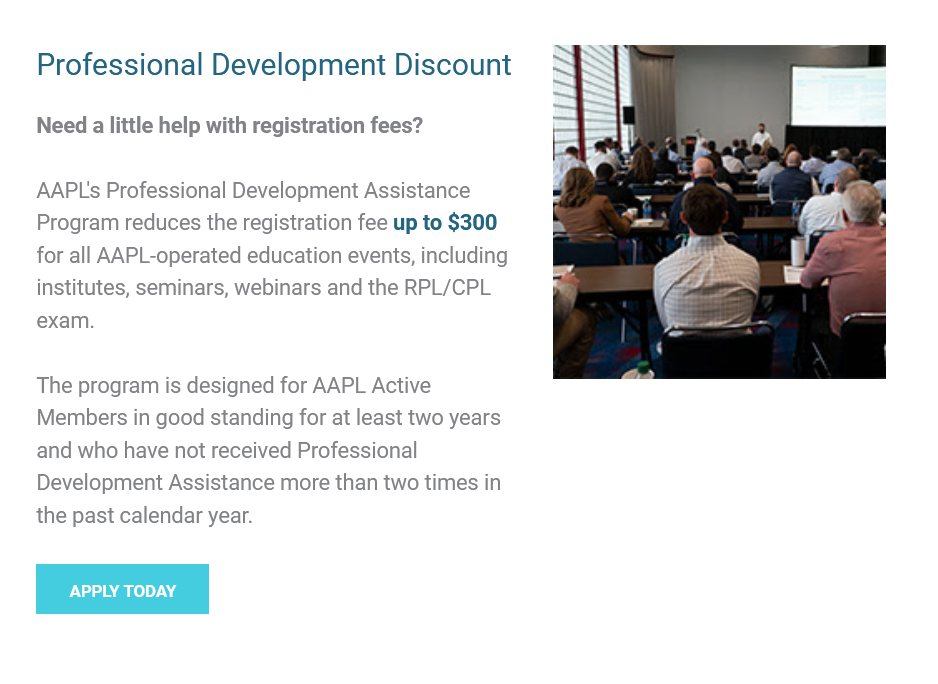 Professional Development Discount
Need a little help with registration fees?
AAPL's Professional Development Assistance
Program reduces the registration fee up to $300
for all AAPL-operated education events, including
institutes, seminars, webinars and the RPL/CPL
exam.
The program is designed for AAPL Active
Members in good standing for at least two years
and who have not received Professional
Development Assistance more than two times in
the past calendar year.
APPLY TODAY